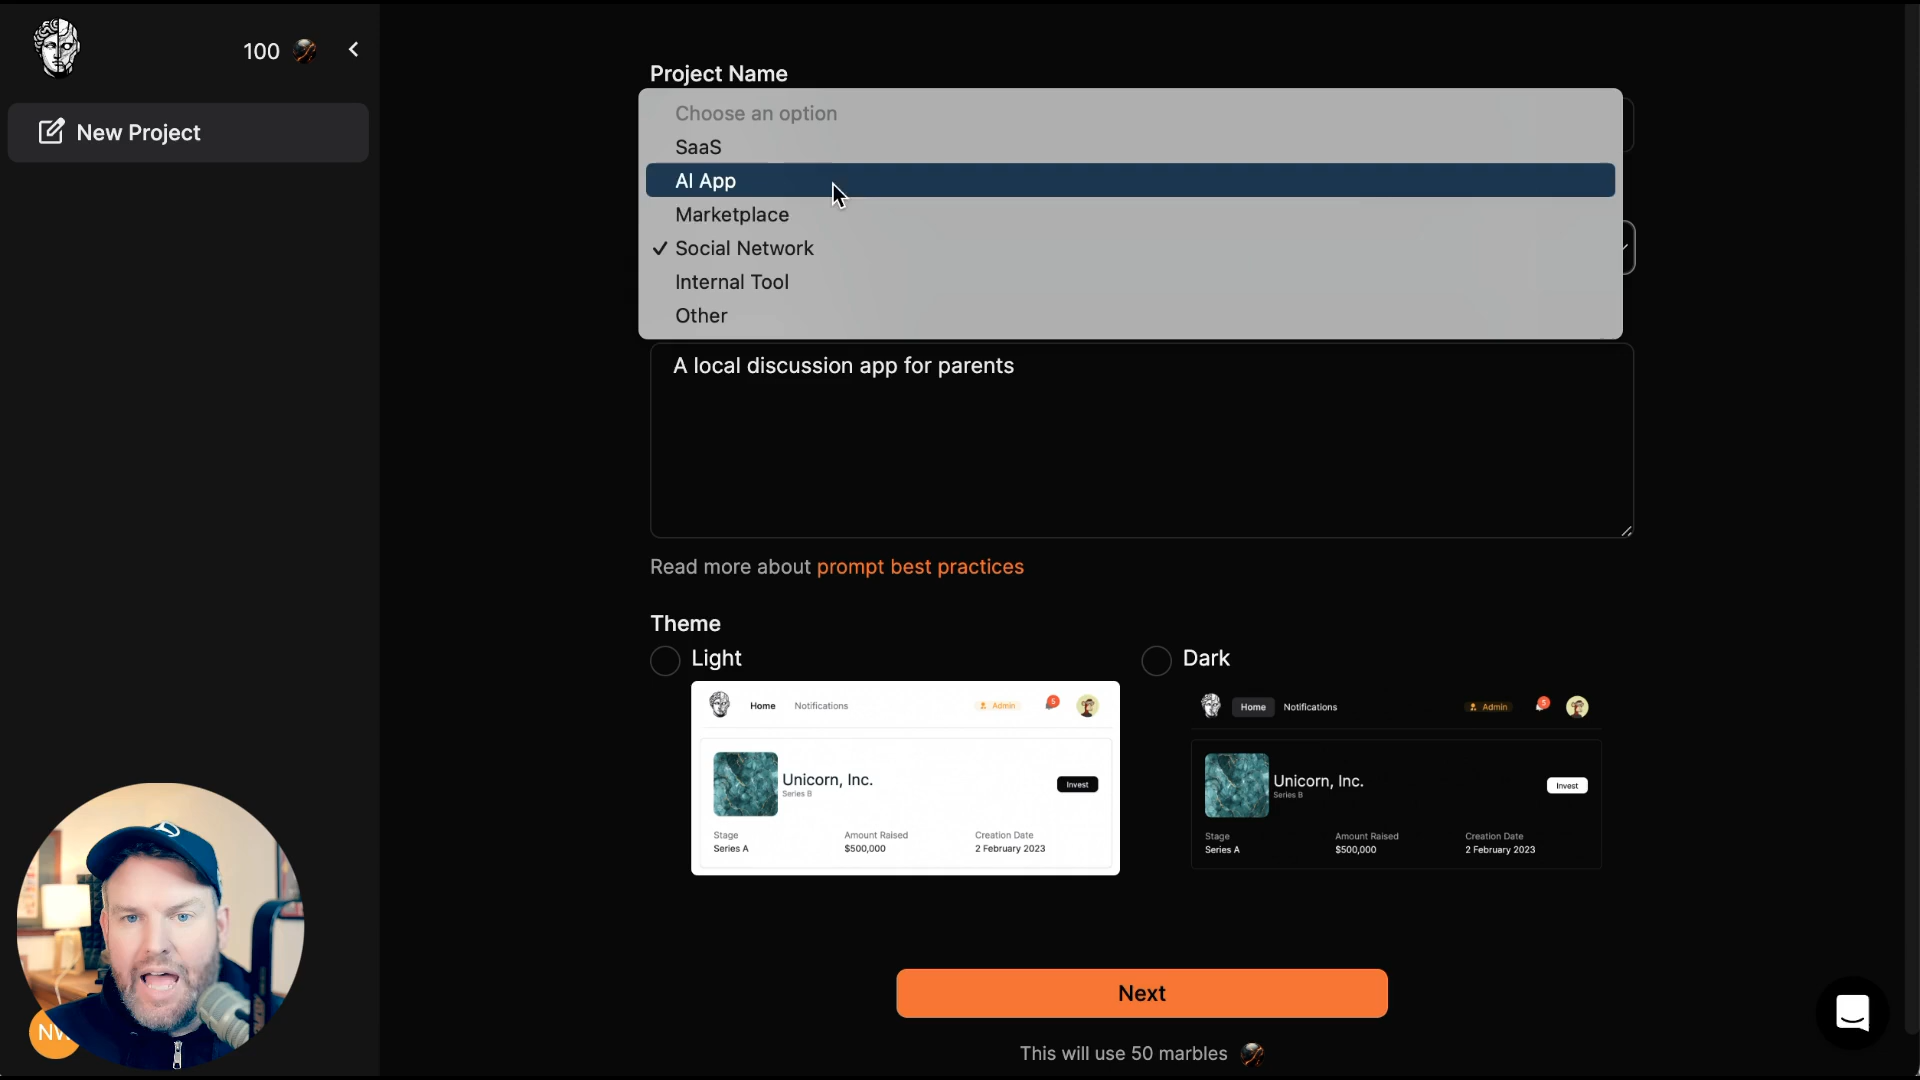 100
New Project
Project Name
Choose an option
SaaS
AI App
Marketplace
✓ Social Network
Internal Tool
Other
A local discussion app for parents
Read more about prompt best practices
Theme
Light
Dark
Home Notifications Admin 5
Unicorn, Inc.
Series B
Invest
Stage Amount Raised Creation Date
Series A $500,000 2 February 2023
Home Notifications Admin 5
Unicorn, Inc.
Series B
Invest
Stage Amount Raised Creation Date
Series A $500,000 2 February 2023
Next
This will use 50 marbles